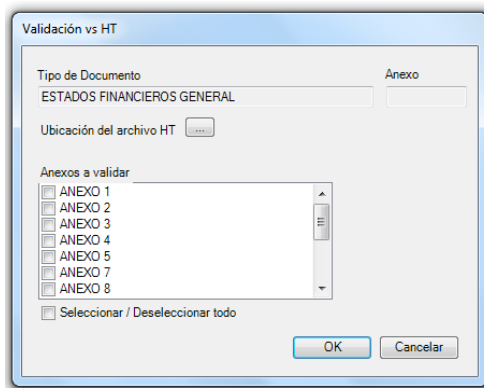 Validación vs HT
Tipo de Documento
Anexo
ESTADOS FINANCIEROS GENERAL
Ubicación del archivo HT ...
Anexos a validar
ANEXO 1
ANEXO 2
ANEXO 3
ANEXO 4
ANEXO 5
ANEXO 7
ANEXO 8
Seleccionar / Deseleccionar todo
OK
Cancelar